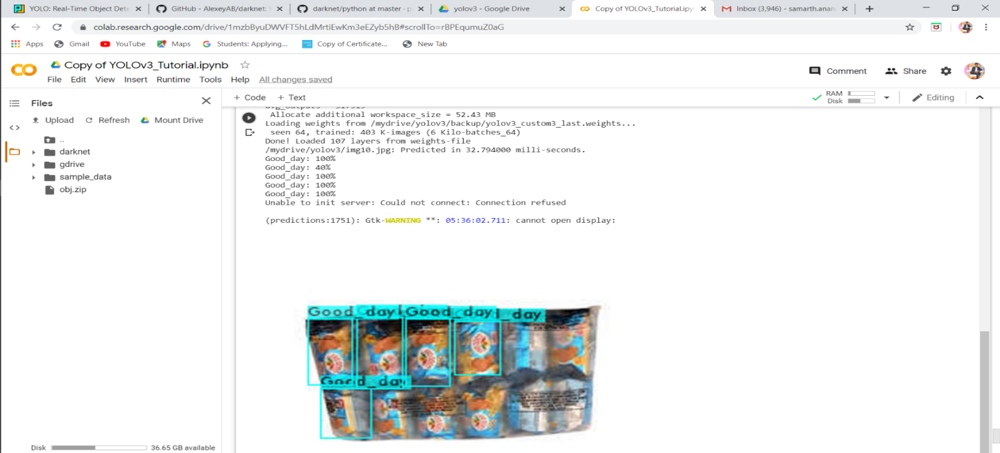 YOLO: Real-Time Object Dete
GitHub - AlexeyAB/darknet:
darknet/python at master · p
yolov3 - Google Drive
Copy of YOLOv3_Tutorial.ipy
Inbox (3,946) - samarth.anan
colab.research.google.com/drive/1mzbByuDWVFT5hLdMrtiEwKm3eEZyb5hB#scrollTo=rBPEqumuZ0aG
Apps Gmail YouTube Maps Students: Applying... Copy of Certificate... New Tab
Copy of YOLOv3_Tutorial.ipynb
Comment Share
File Edit View Insert Runtime Tools Help All changes saved
Files
+ Code + Text
RAM
Disk
Editing
Upload Refresh Mount Drive
..
darknet
gdrive
sample_data
obj.zip
Disk 36.65 GB available
Allocate additional workspace_size = 52.43 MB
Loading weights from /mydrive/yolov3/backup/yolov3_custom3_last.weights...
seen 64, trained: 403 K-images (6 Kilo-batches_64)
Done! Loaded 107 layers from weights-file
/mydrive/yolov3/img10.jpg: Predicted in 32.794000 milli-seconds.
Good_day: 100%
Good_day: 40%
Good_day: 100%
Good_day: 100%
Good_day: 100%
Unable to init server: Could not connect: Connection refused
(predictions:1751): Gtk-WARNING **: 05:36:02.711: cannot open display:
Good_day Good_day _day
Good_day